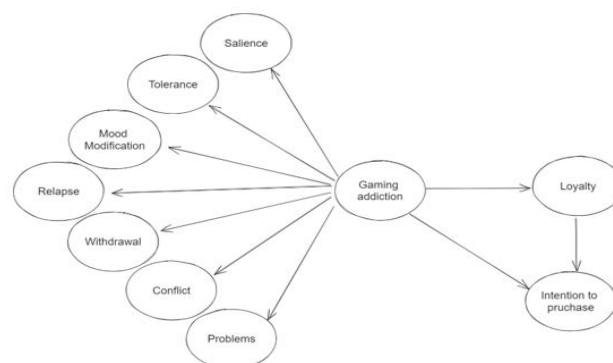 Salience
Tolerance
Mood
Modification
Relapse
Withdrawal
Conflict
Problems
Gaming
addiction
Loyalty
Intention to
pruchase